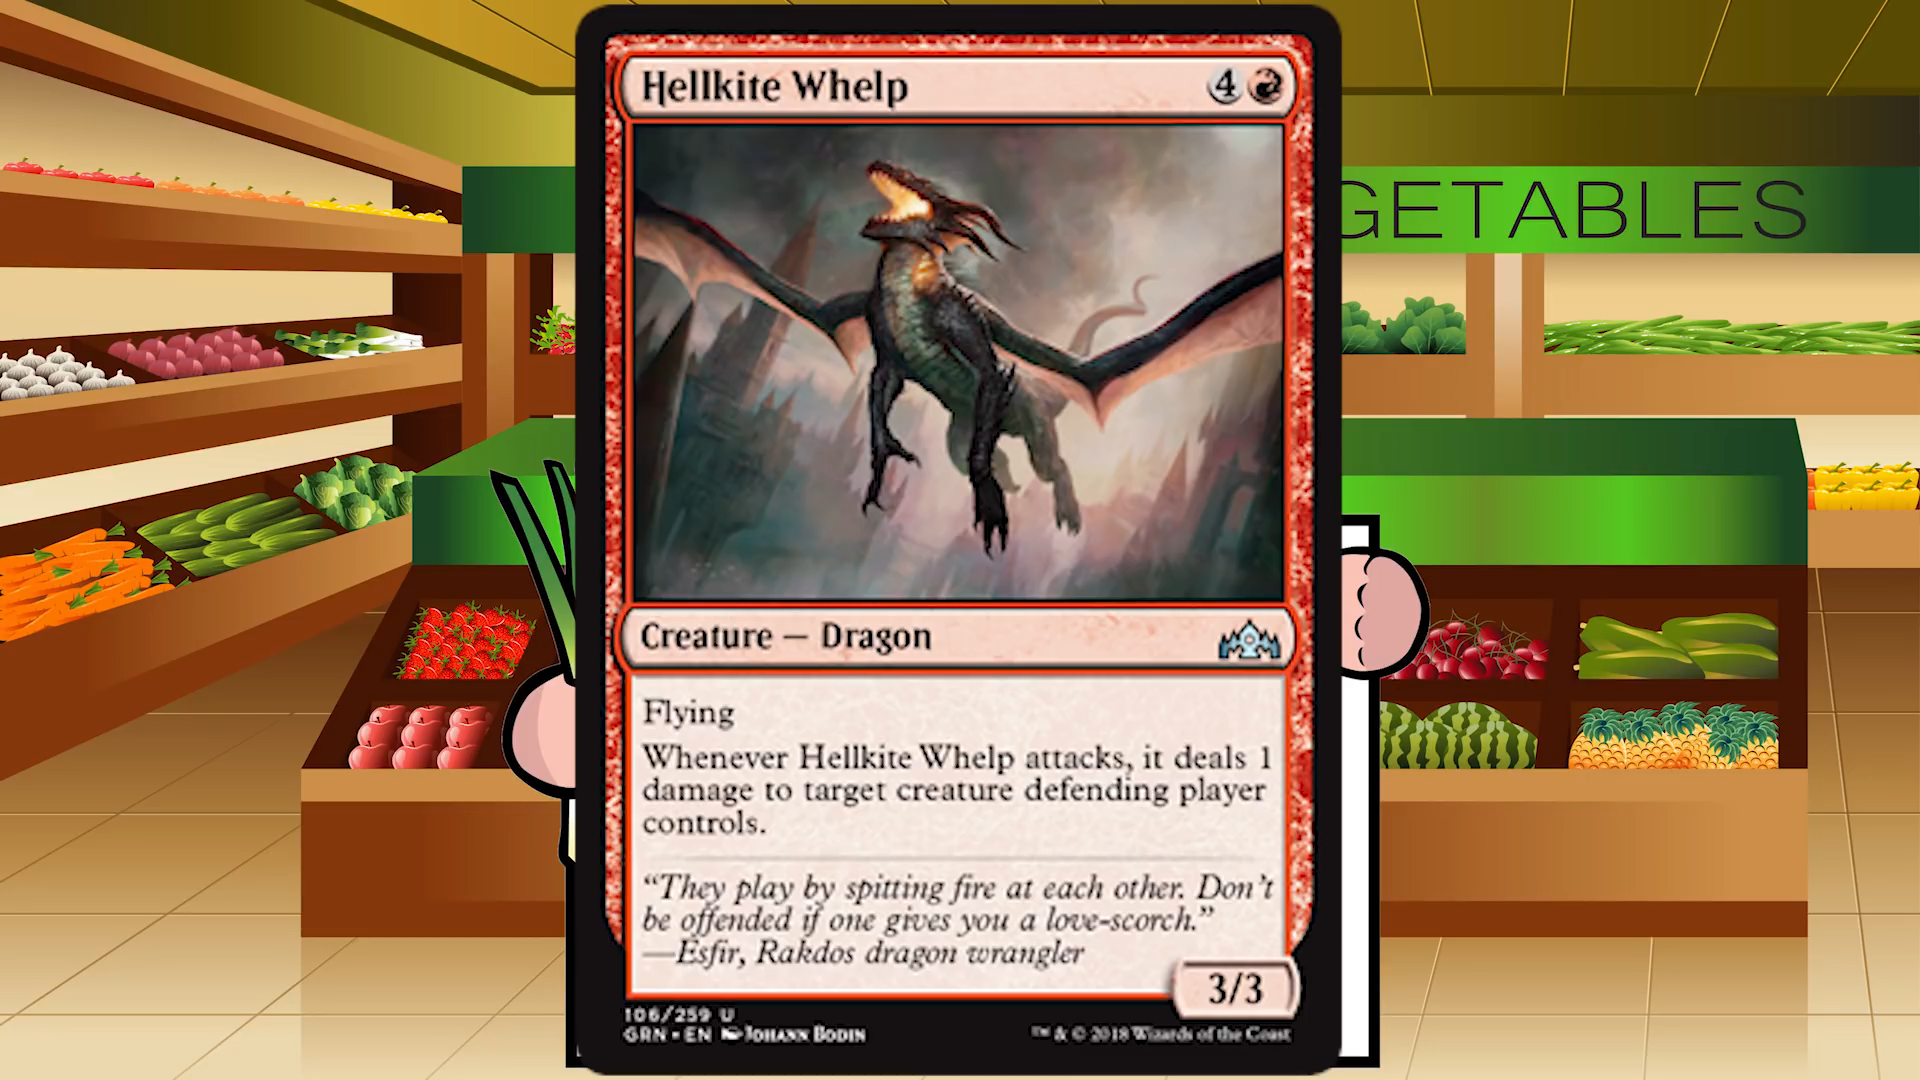 Hellkite Whelp 4
GETABLES
Creature — Dragon
Flying
Whenever Hellkite Whelp attacks, it deals 1
damage to target creature defending player
controls.
“They play by spitting fire at each other. Don’t
be offended if one gives you a love-scorch.”
—Esfir, Rakdos dragon wrangler
3/3
106/259 U
GRN • EN Johann Bodin
™ & © 2018 Wizards of the Coast